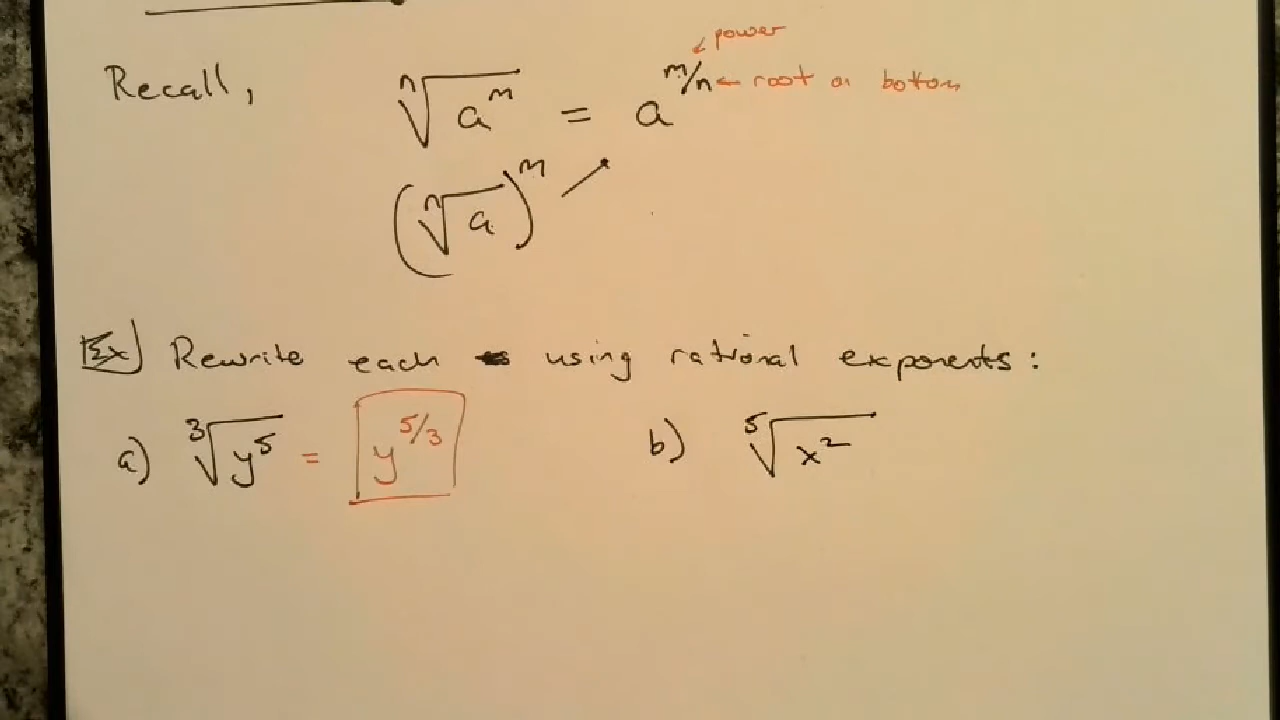 power
Recall, ⁿ√(aᵐ) = a^(m/n) ← root on bottom
(ⁿ√a)ᵐ ↗
Ex Rewrite each using rational exponents:
a) ³√(y⁵) = y^(5/3) b) ⁵√(x²)